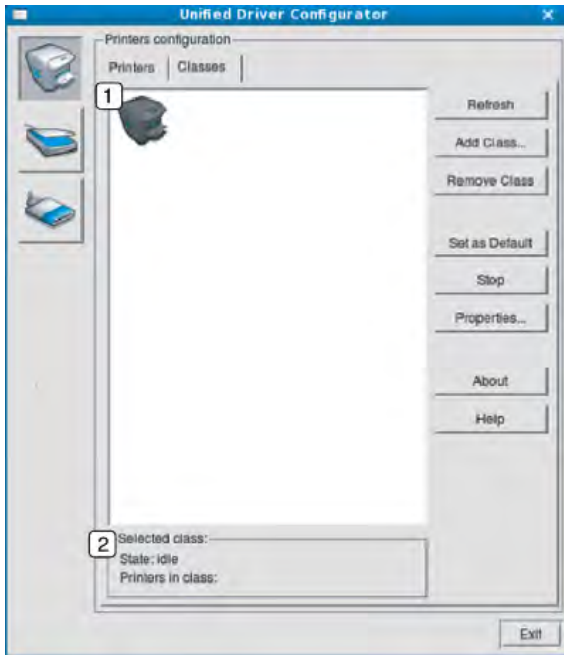 Unified Driver Configurator
Printers configuration
Printers Classes
1
Refresh
Add Class...
Remove Class
Set as Default
Stop
Properties...
About
Help
2
Selected class:
State: idle
Printers in class:
Exit